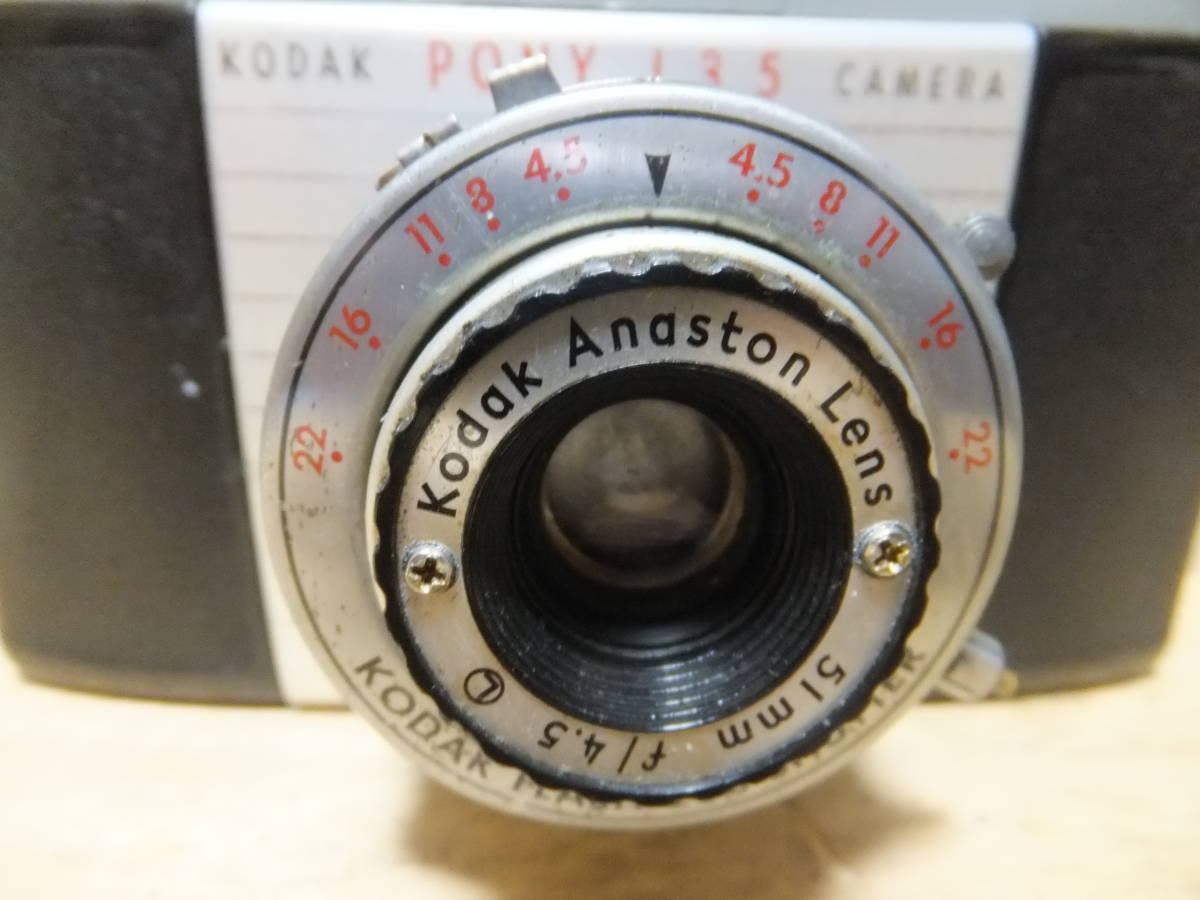 KODAK PONY 135 CAMERA
22 16 11 8 4.5 4.5 8 11 16 22
Kodak Anaston Lens
51mm f/4.5 L
KODAK